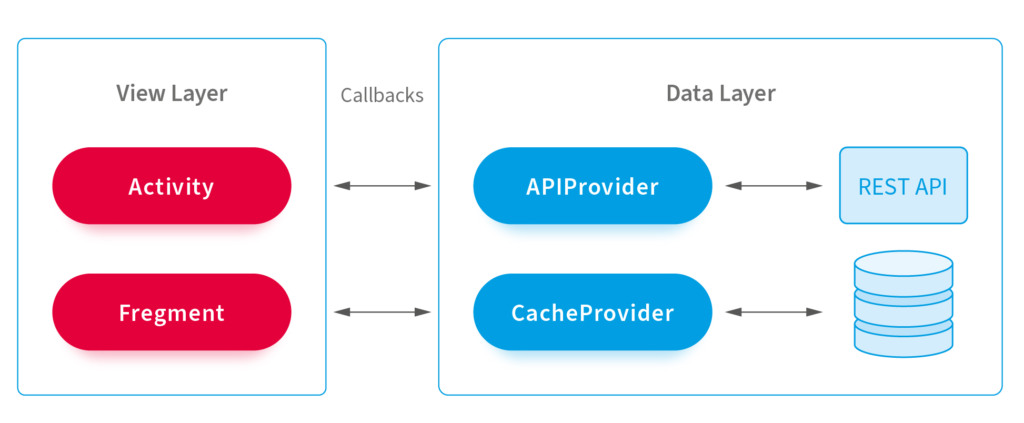 View Layer
Callbacks
Data Layer
Activity
APIProvider
REST API
Fregment
CacheProvider